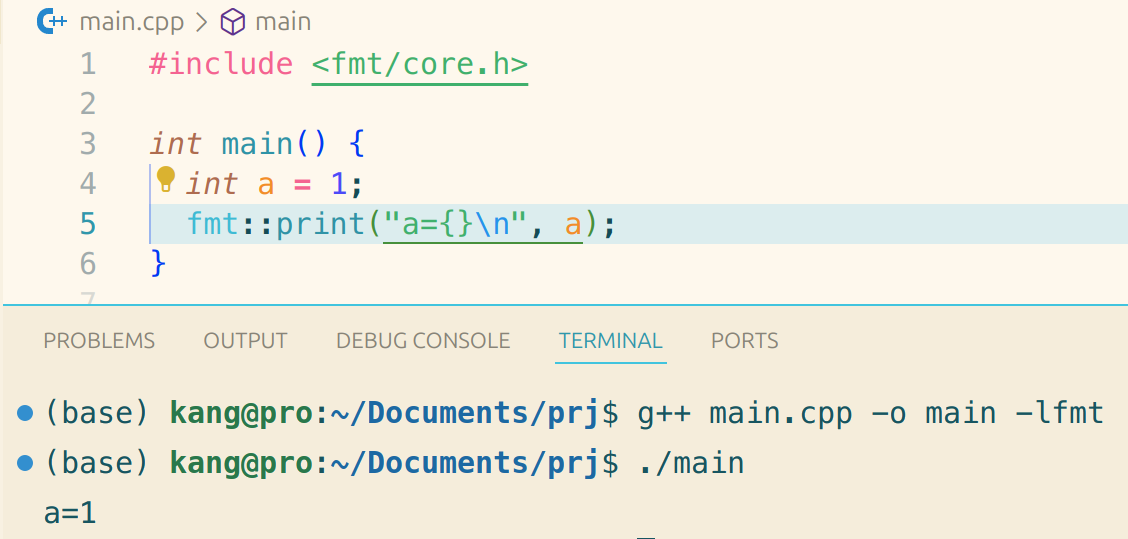 main.cpp > main
1 #include <fmt/core.h>
2
3 int main() {
4 int a = 1;
5 fmt::print("a={}\n", a);
6 }
7
PROBLEMS OUTPUT DEBUG CONSOLE TERMINAL PORTS
(base) kang@pro:~/Documents/prj$ g++ main.cpp -o main -lfmt
(base) kang@pro:~/Documents/prj$ ./main
a=1